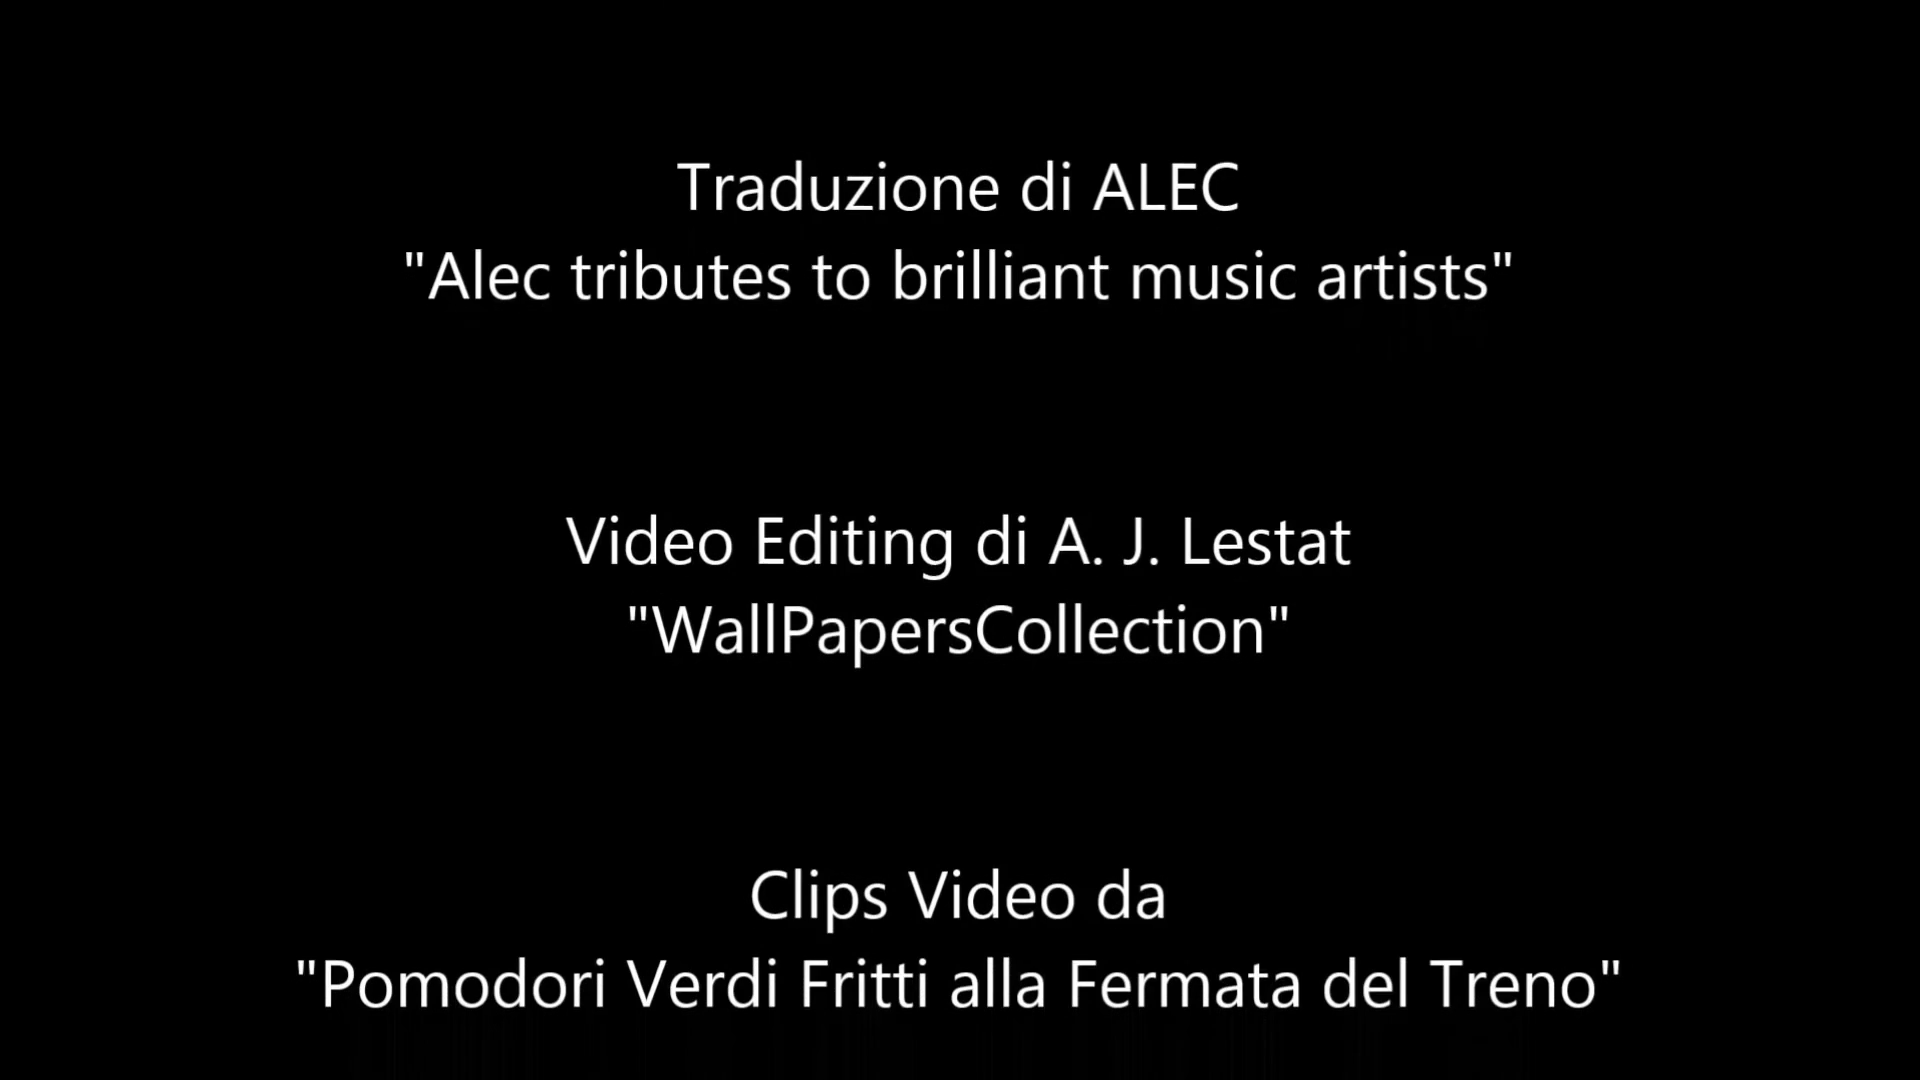 Traduzione di ALEC
"Alec tributes to brilliant music artists"
Video Editing di A. J. Lestat
"WallPapersCollection"
Clips Video da
"Pomodori Verdi Fritti alla Fermata del Treno"